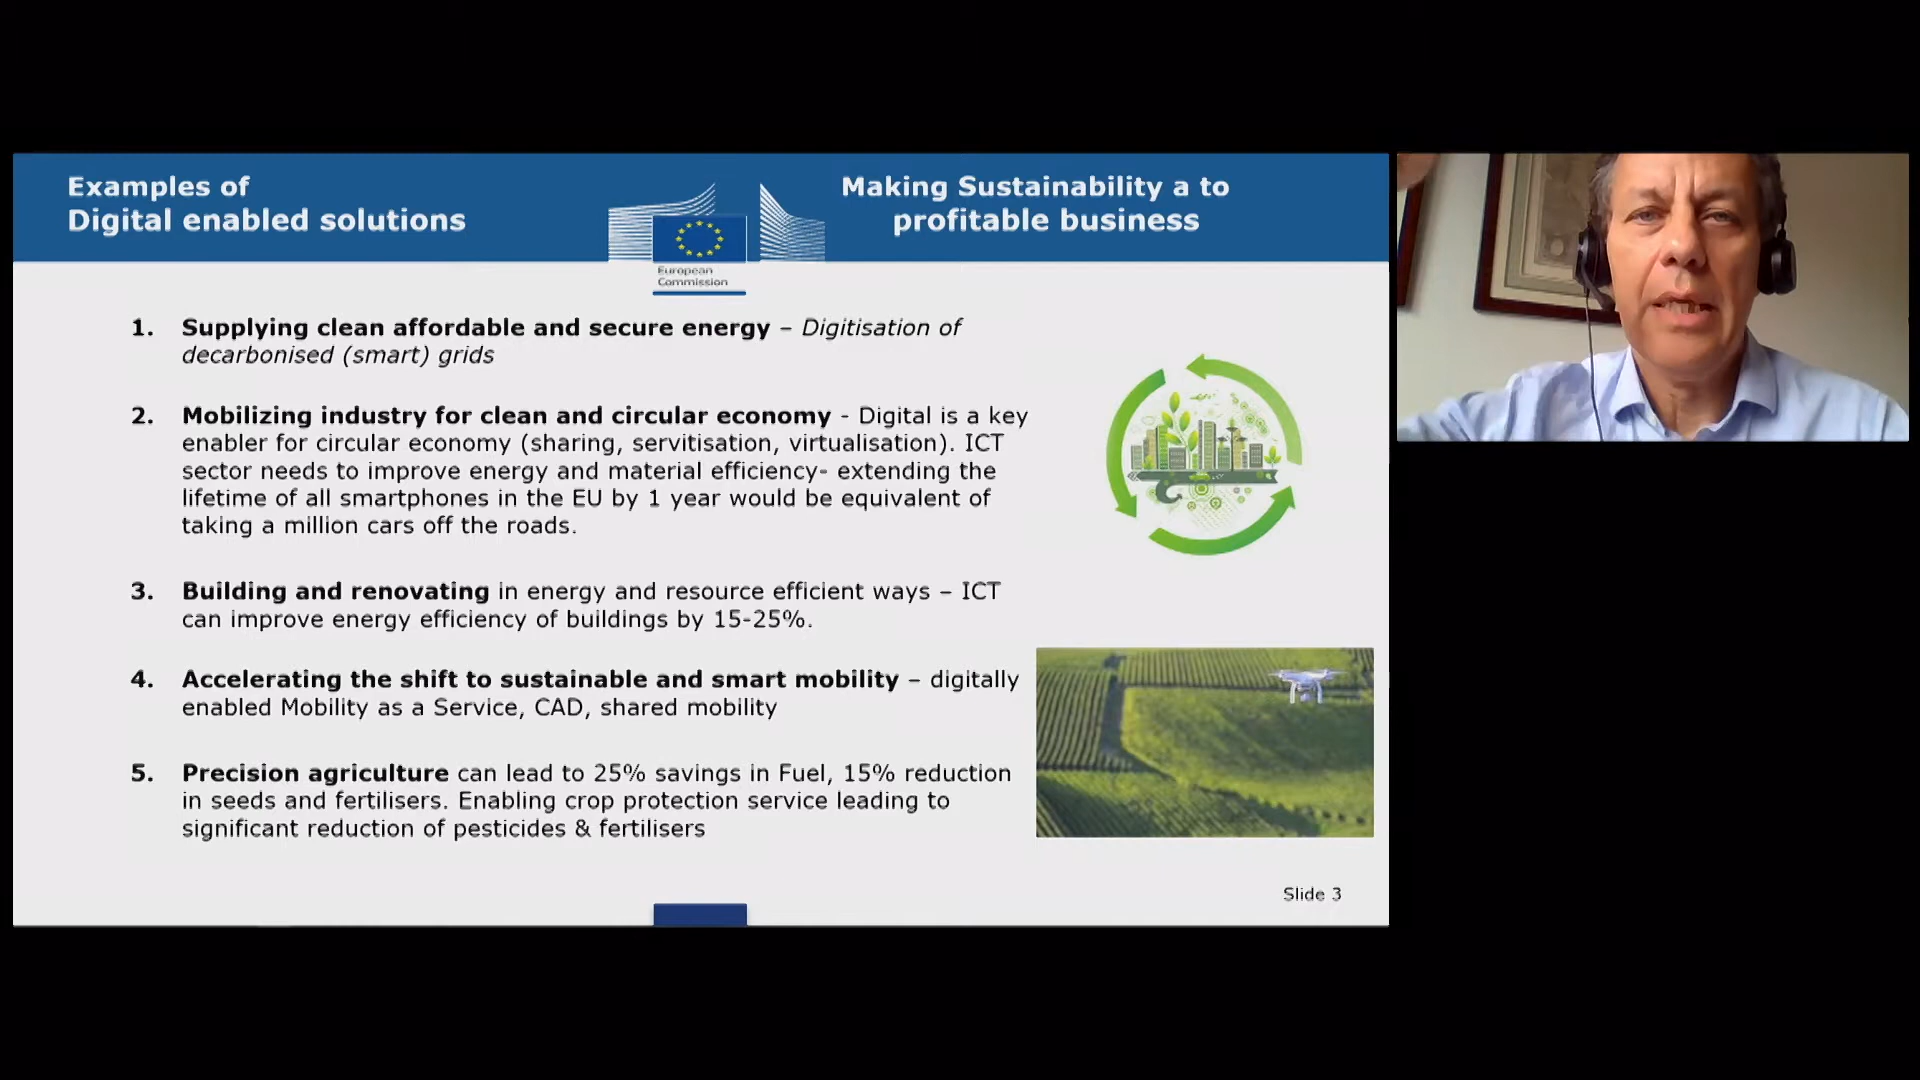 Examples of
Digital enabled solutions
Making Sustainability a to
profitable business
European
Commission
1. Supplying clean affordable and secure energy – Digitisation of
decarbonised (smart) grids
2. Mobilizing industry for clean and circular economy - Digital is a key
enabler for circular economy (sharing, servitisation, virtualisation). ICT
sector needs to improve energy and material efficiency- extending the
lifetime of all smartphones in the EU by 1 year would be equivalent of
taking a million cars off the roads.
3. Building and renovating in energy and resource efficient ways – ICT
can improve energy efficiency of buildings by 15-25%.
4. Accelerating the shift to sustainable and smart mobility – digitally
enabled Mobility as a Service, CAD, shared mobility
5. Precision agriculture can lead to 25% savings in Fuel, 15% reduction
in seeds and fertilisers. Enabling crop protection service leading to
significant reduction of pesticides & fertilisers
Slide 3